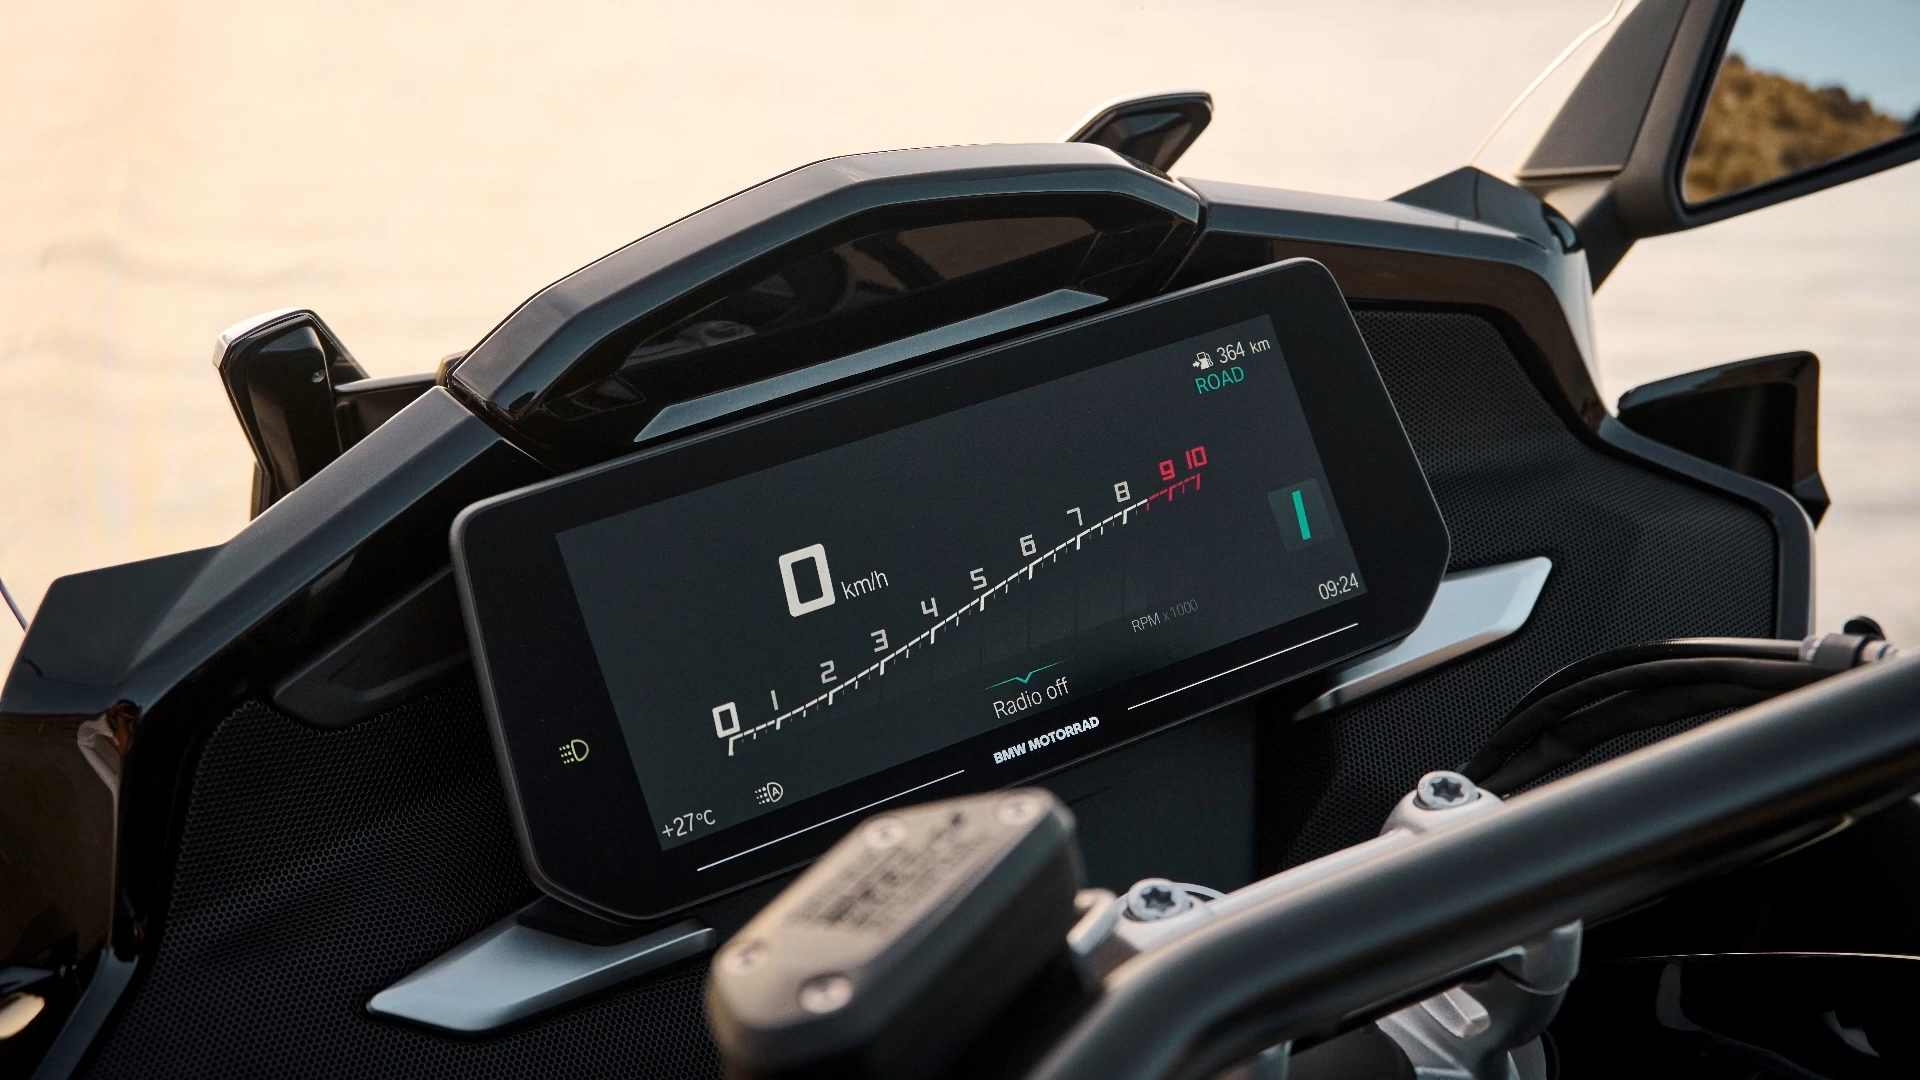 364 km
ROAD
0 km/h
0 1 2 3 4 5 6 7 8 9 10
RPM x 1000
09:24
Radio off
A
+27°C
BMW MOTORRAD